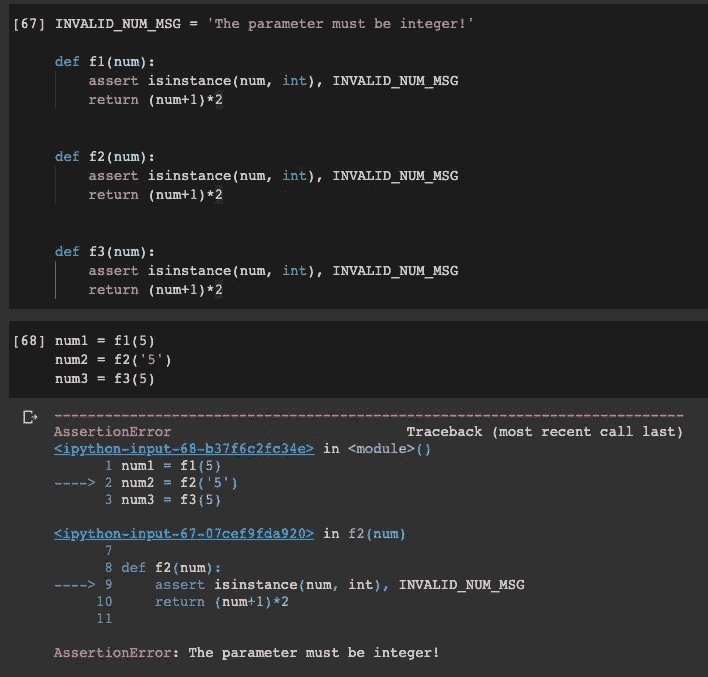 [67] INVALID_NUM_MSG = 'The parameter must be integer!'
def f1(num):
    assert isinstance(num, int), INVALID_NUM_MSG
    return (num+1)*2
def f2(num):
    assert isinstance(num, int), INVALID_NUM_MSG
    return (num+1)*2
def f3(num):
    assert isinstance(num, int), INVALID_NUM_MSG
    return (num+1)*2
[68] num1 = f1(5)
num2 = f2('5')
num3 = f3(5)
---------------------------------------------------------------------------
AssertionError Traceback (most recent call last)
<ipython-input-68-b37f6c2fc34e> in <module>()
1 num1 = f1(5)
----> 2 num2 = f2('5')
3 num3 = f3(5)
<ipython-input-67-07cef9fda920> in f2(num)
7
8 def f2(num):
----> 9     assert isinstance(num, int), INVALID_NUM_MSG
10     return (num+1)*2
11
AssertionError: The parameter must be integer!